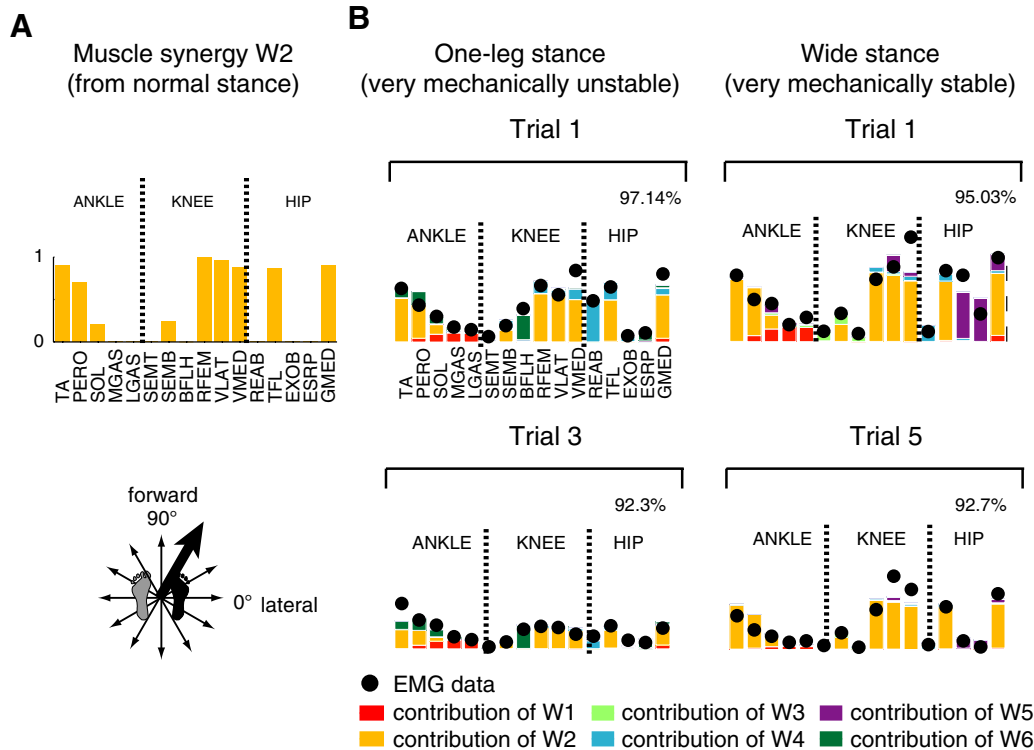 A
Muscle synergy W2
(from normal stance)
ANKLE KNEE HIP
1
0
TA PERO SOL MGAS LGAS SEMT SEMB BFLH RFEM VLAT VMED REAB TFL EXOB ESRP GMED
forward
90°
0° lateral
B
One-leg stance
(very mechanically unstable)
Trial 1
97.14%
ANKLE KNEE HIP
TA PERO SOL MGAS LGAS SEMT SEMB BFLH RFEM VLAT VMED REAB TFL EXOB ESRP GMED
Wide stance
(very mechanically stable)
Trial 1
95.03%
ANKLE KNEE HIP
Trial 3
92.3%
ANKLE KNEE HIP
Trial 5
92.7%
ANKLE KNEE HIP
EMG data
contribution of W1 contribution of W3 contribution of W5
contribution of W2 contribution of W4 contribution of W6